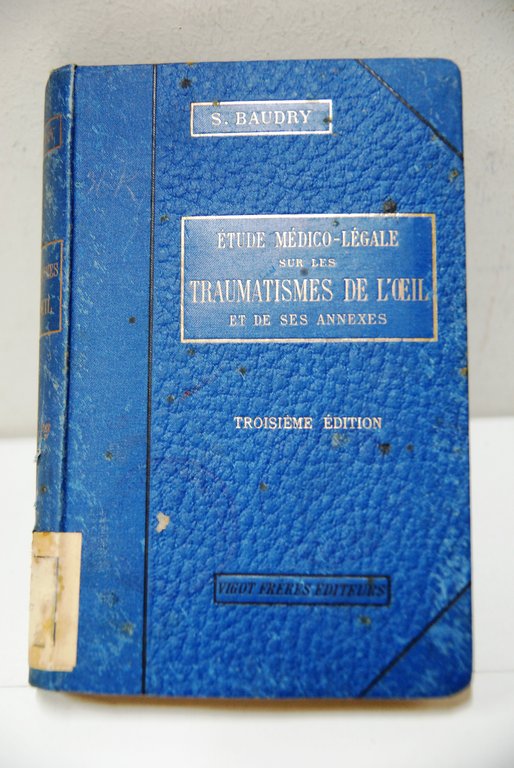 S. BAUDRY
ÉTUDE MÉDICO-LÉGALE
SUR LES
TRAUMATISMES DE L'ŒIL
ET DE SES ANNEXES
TROISIÈME ÉDITION
VIGOT FRÈRES ÉDITEURS